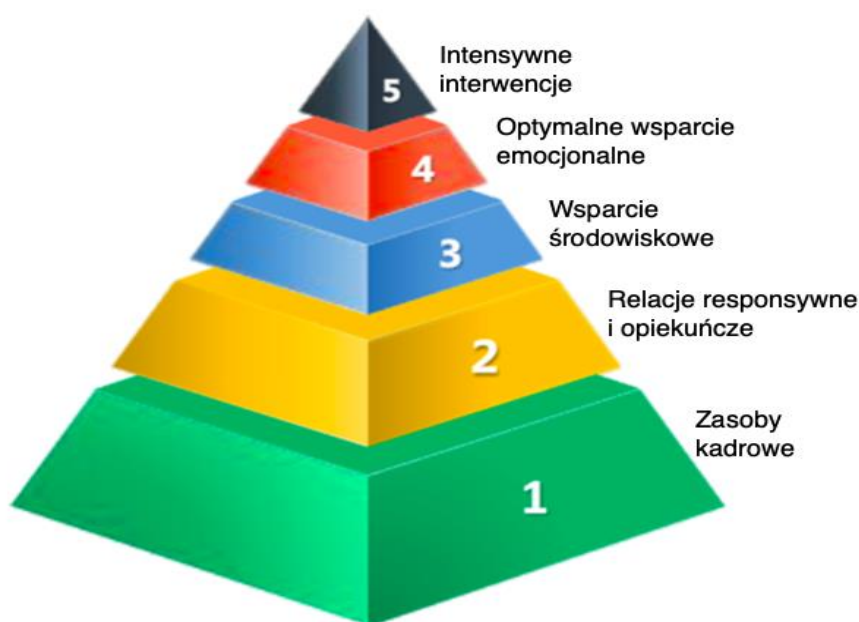 5
Intensywne
interwencje
4
Optymalne wsparcie
emocjonalne
3
Wsparcie
środowiskowe
2
Relacje responsywne
i opiekuńcze
1
Zasoby
kadrowe